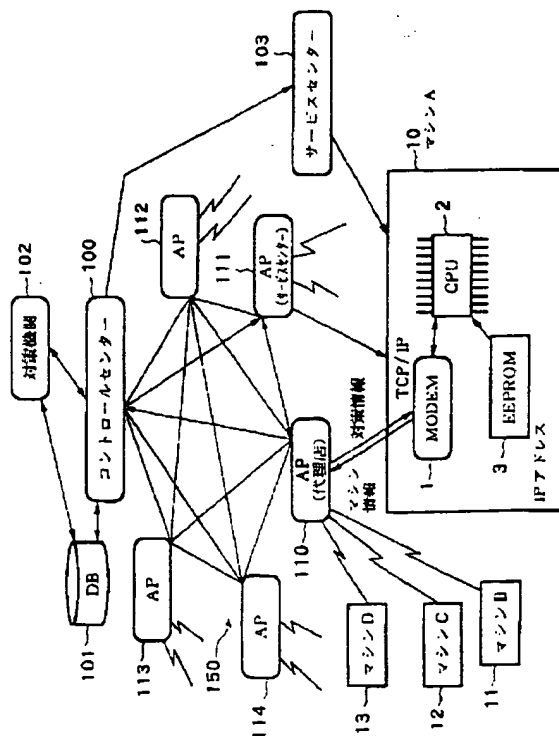 102
対策機関
100
コントロールセンター
DB
101
103
サービスセンター
112
AP
111
AP
(サービスセンター)
113
AP
150
AP
114
AP
(代理店)
110
マシン
情報
対策情報
TCP/IP
10
マシンA
2
CPU
MODEM
1
EEPROM
3
IPアドレス
マシンD
13
マシンC
12
マシンB
11